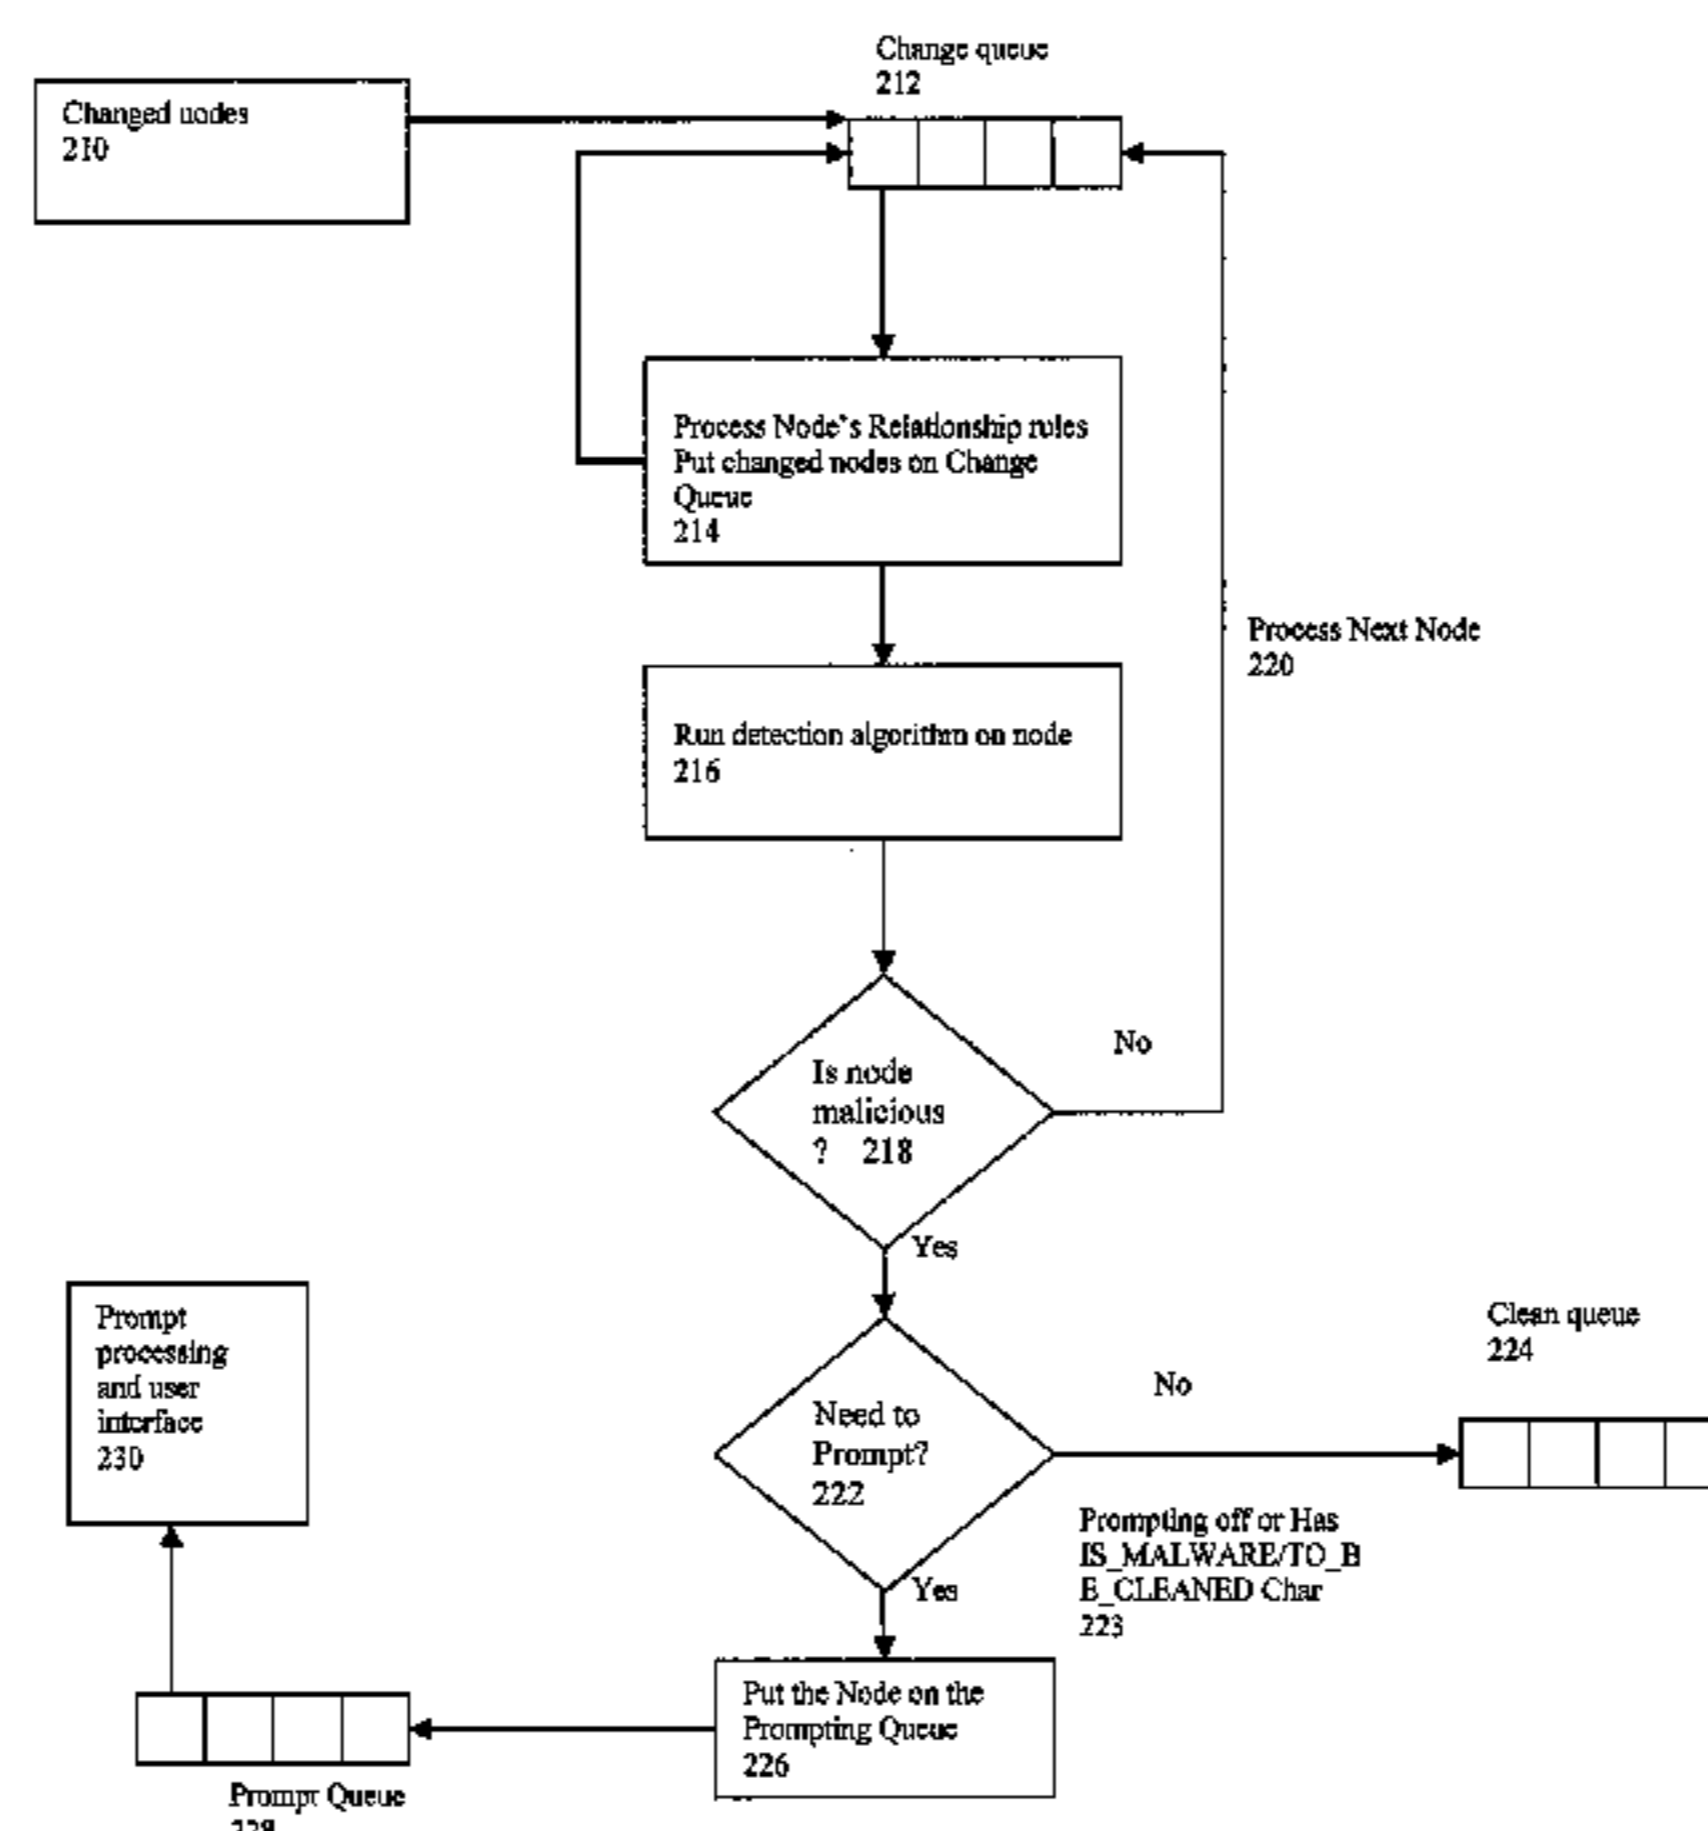 Change queue
212
Changed nodes
210
Process Node's Relationship rules
Put changed nodes on Change
Queue
214
Process Next Node
220
Run detection algorithm on node
216
No
Is node
malicious
? 218
Yes
Prompt
processing
and user
interface
230
Clean queue
224
No
Need to
Prompt?
222
Prompting off or Has
IS_MALWARE/TO_B
E_CLEANED Char
223
Yes
Put the Node on the
Prompting Queue
226
Prompt Queue